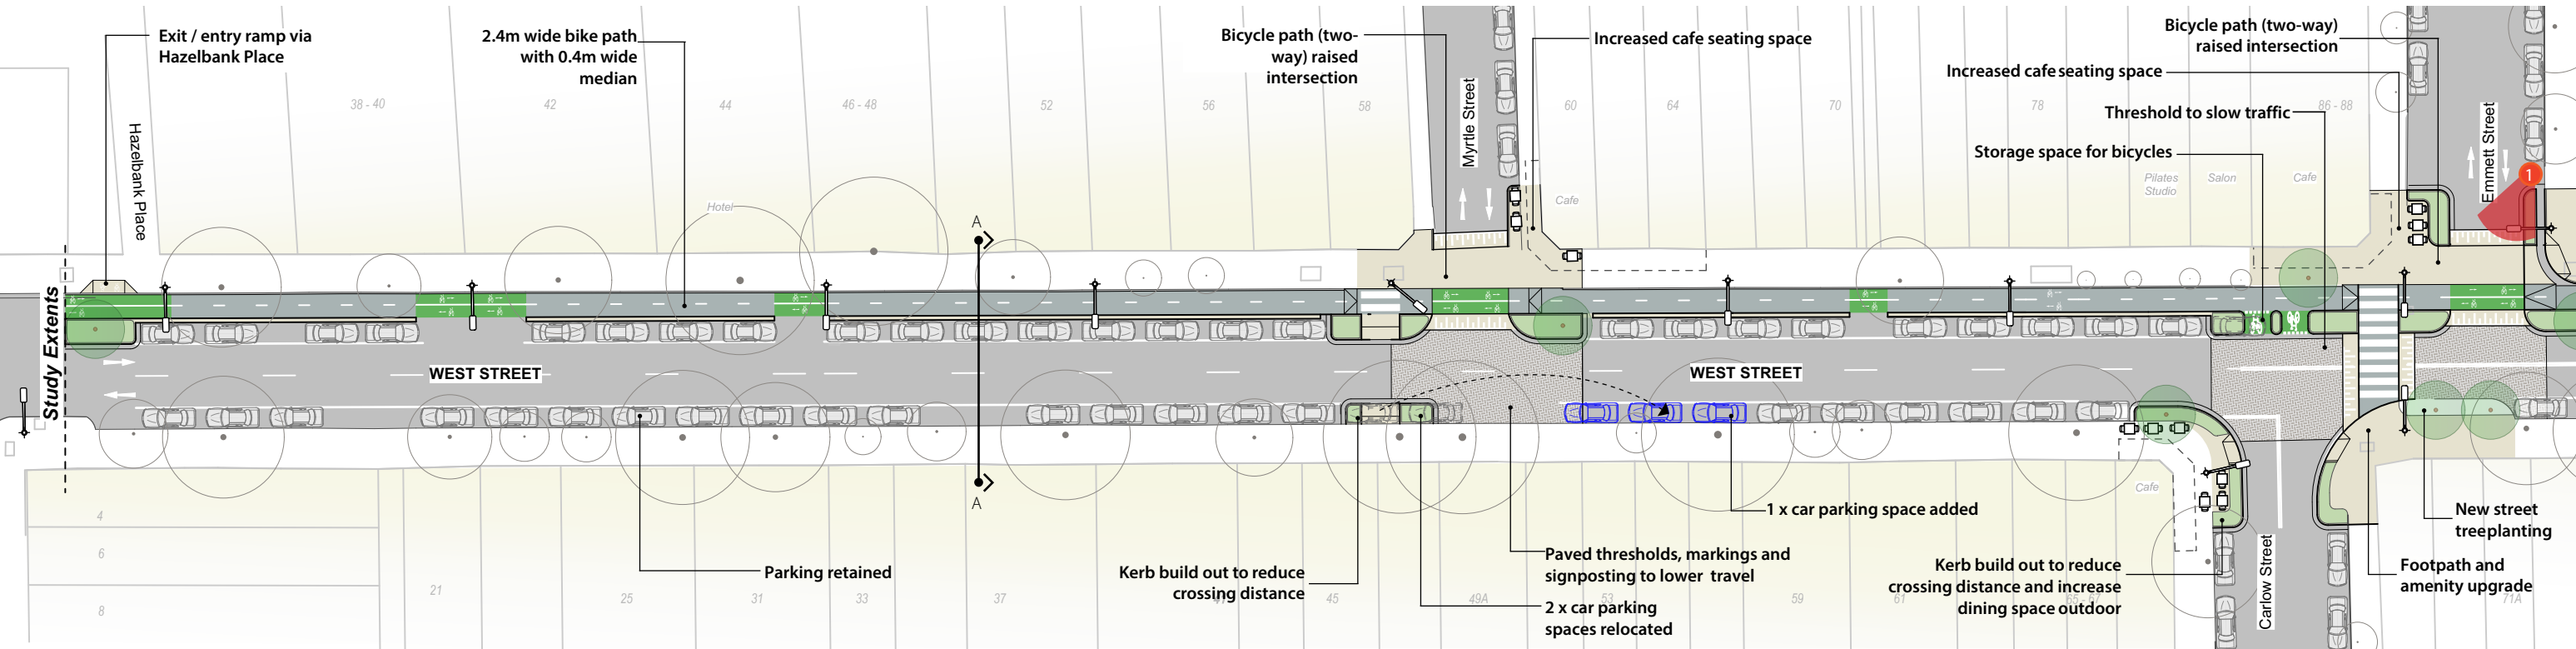 Exit / entry ramp via
Hazelbank Place
2.4m wide bike path
with 0.4m wide
median
Bicycle path (two-
way) raised
intersection
Increased cafe seating space
Bicycle path (two-way)
raised intersection
Increased cafe seating space
Threshold to slow traffic
Storage space for bicycles
38 - 40
42
44
46 - 48
52
56
58
60
64
70
78
86 - 88
Hazelbank Place
Myrtle Street
Emmett Street
1
Hotel
Cafe
Pilates
Studio
Salon
Cafe
A
Study Extents
WEST STREET
WEST STREET
A
Cafe
4
6
8
21
25
31
33
37
45
49A
53
59
61
65 - 67
71A
Parking retained
Kerb build out to reduce
crossing distance
Paved thresholds, markings and
signposting to lower travel
2 x car parking
spaces relocated
1 x car parking space added
Kerb build out to reduce
crossing distance and increase
dining space outdoor
Carlow Street
New street
treeplanting
Footpath and
amenity upgrade